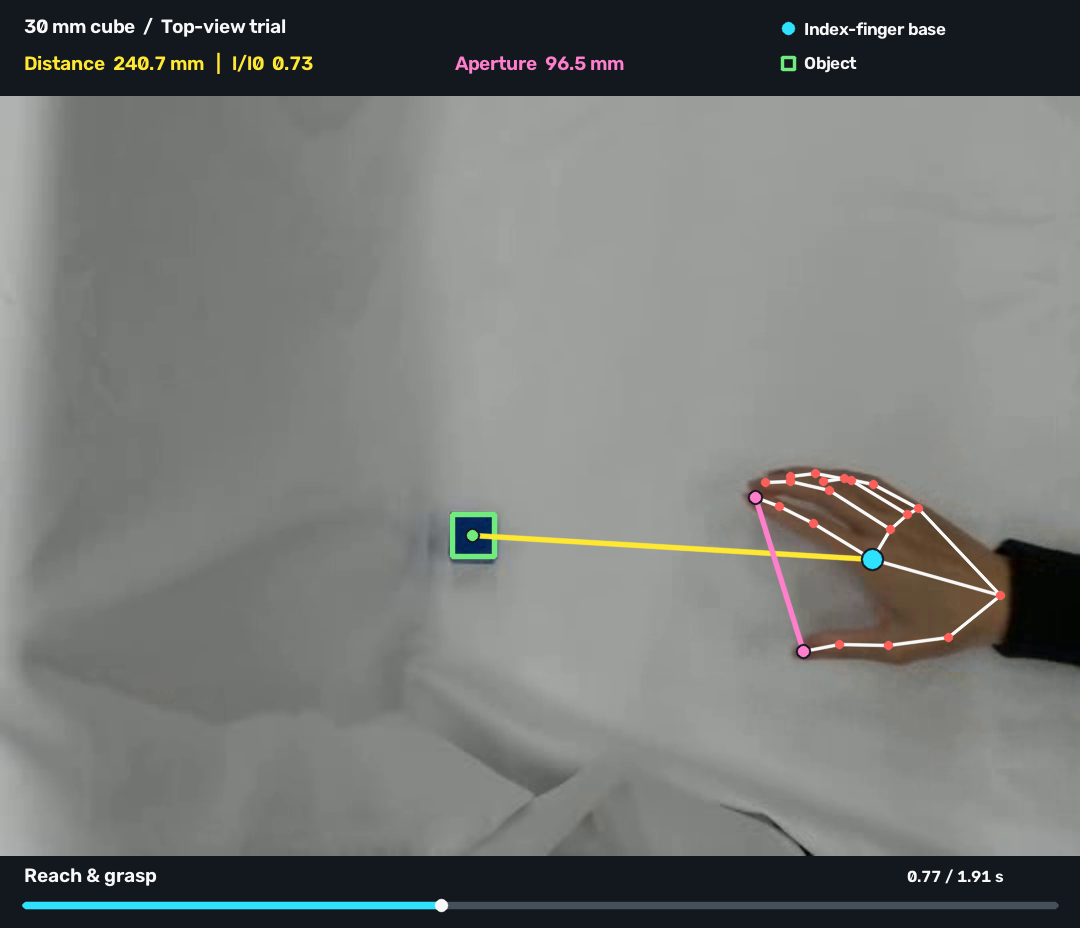 30 mm cube / Top-view trial
Distance 240.7 mm | I/I0 0.73
Aperture 96.5 mm
Index-finger base
Object
Reach & grasp
0.77 / 1.91 s